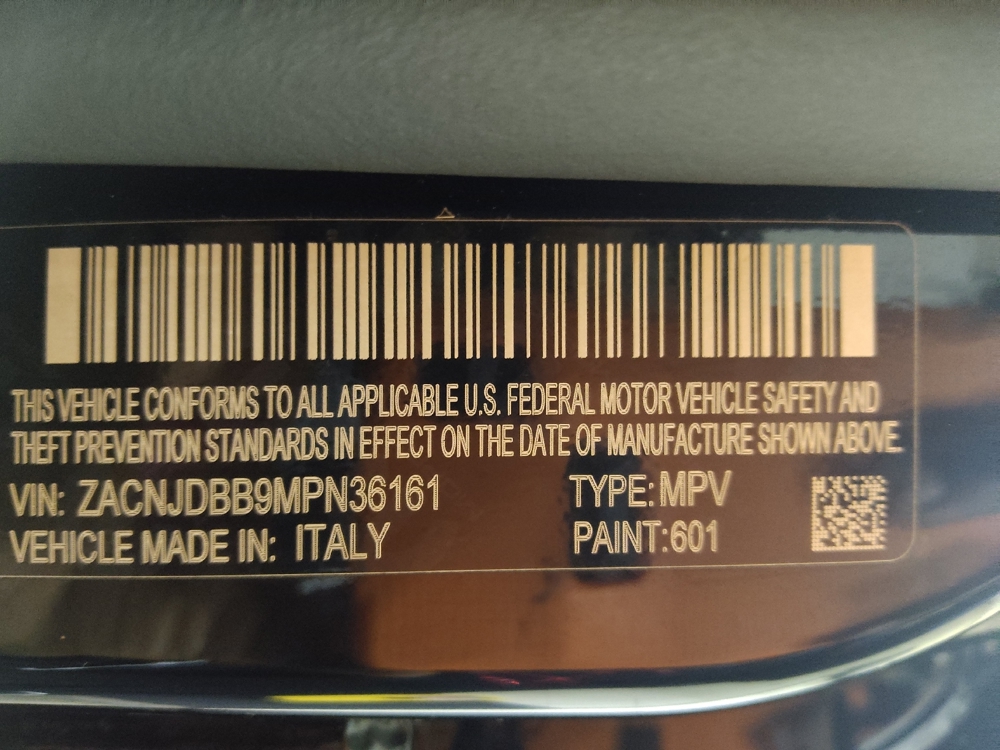 THIS VEHICLE CONFORMS TO ALL APPLICABLE U.S. FEDERAL MOTOR VEHICLE SAFETY AND
THEFT PREVENTION STANDARDS IN EFFECT ON THE DATE OF MANUFACTURE SHOWN ABOVE.
VIN: ZACNJDBB9MPN36161 TYPE: MPV
VEHICLE MADE IN: ITALY PAINT:601